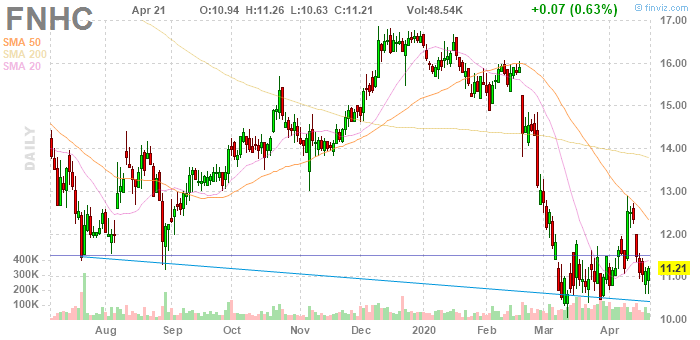 FNHC Apr 21 O:10.94 H:11.26 L:10.63 C:11.21 Vol:48.54K +0.07 (0.63%) © finviz.com
SMA 50
SMA 200
SMA 20
DAILY
17.00
16.00
15.00
14.00
13.00
12.00
11.21
11.00
10.00
400K
300K
200K
100K
Aug Sep Oct Nov Dec 2020 Feb Mar Apr